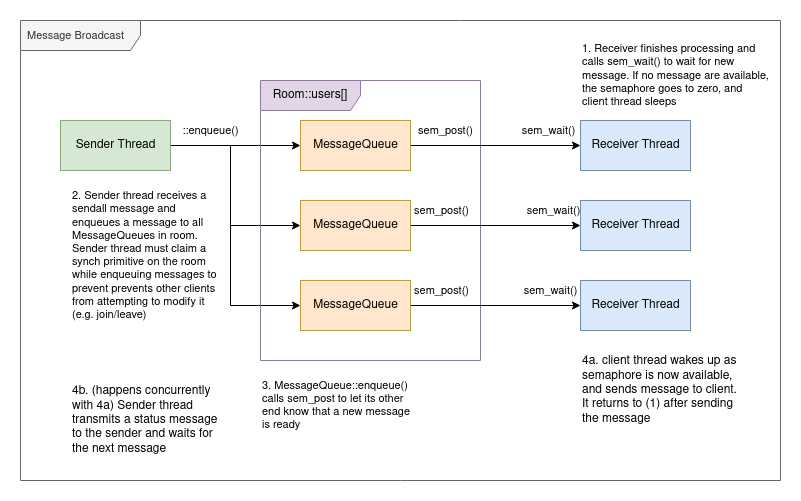 Message Broadcast
1. Receiver finishes processing and
calls sem_wait() to wait for new
message. If no message are available,
the semaphore goes to zero, and
client thread sleeps
Room::users[]
Sender Thread
::enqueue()
MessageQueue
sem_post()
sem_wait()
Receiver Thread
MessageQueue
sem_post()
sem_wait()
Receiver Thread
MessageQueue
sem_post()
sem_wait()
Receiver Thread
2. Sender thread receives a
sendall message and
enqueues a message to all
MessageQueues in room.
Sender thread must claim a
synch primitive on the room
while enqueuing messages to
prevent prevents other clients
from attempting to modify it
(e.g. join/leave)
3. MessageQueue::enqueue()
calls sem_post to let its other
end know that a new message
is ready
4a. client thread wakes up as
semaphore is now available,
and sends message to client.
It returns to (1) after sending
the message
4b. (happens concurrently
with 4a) Sender thread
transmits a status message
to the sender and waits for
the next message